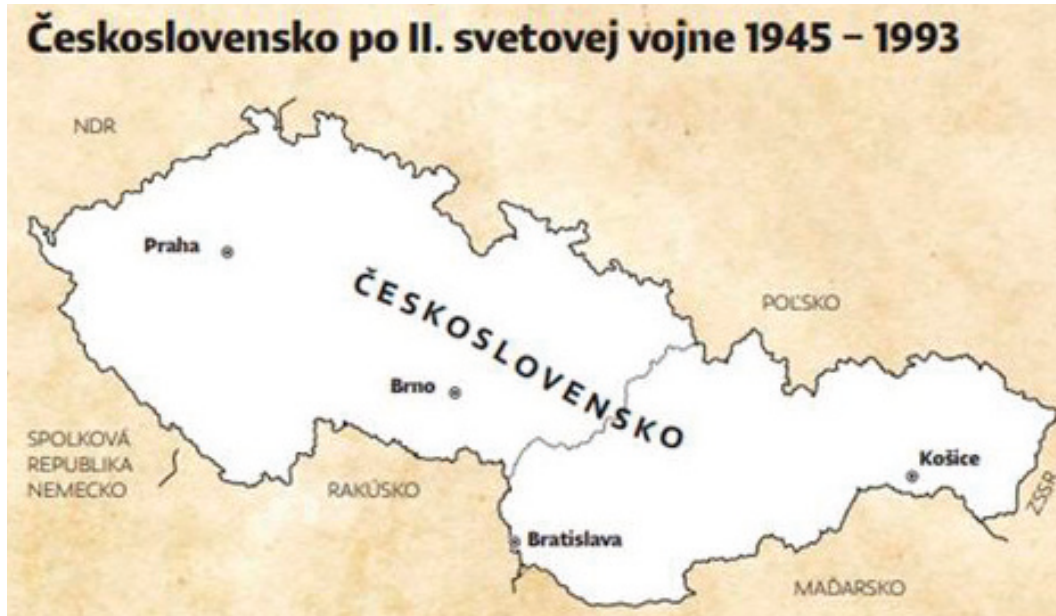 Československo po II. svetovej vojne 1945 – 1993
NDR
Praha
ČESKOSLOVENSKO
POĽSKO
Brno
SPOLKOVÁ
REPUBLIKA
NEMECKO
RAKÚSKO
Košice
ZSSR
Bratislava
MAĎARSKO